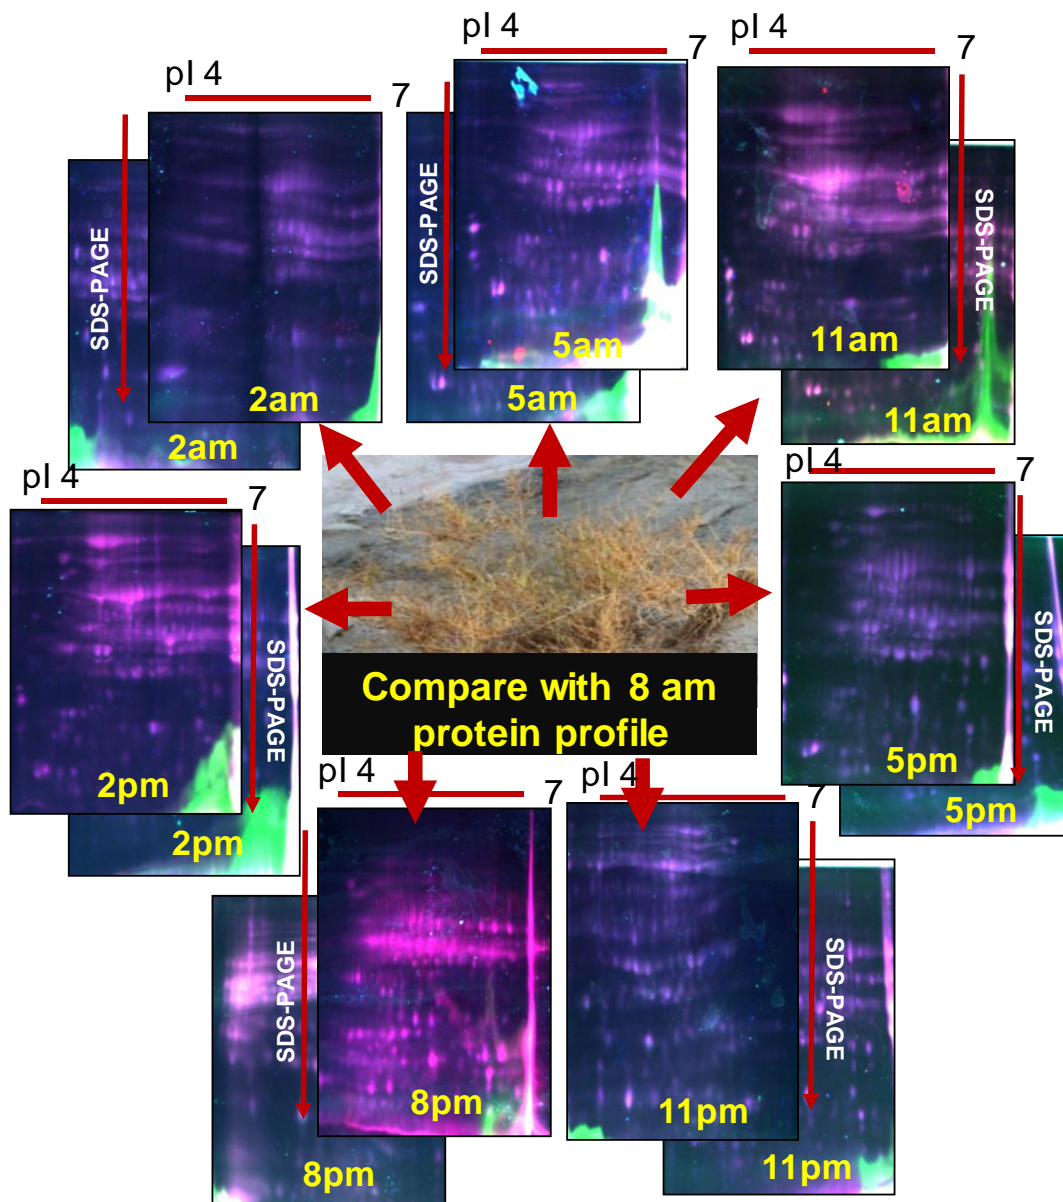 pI 4
7
SDS-PAGE
2am
2am
pI 4
7
SDS-PAGE
5am
5am
pI 4
7
SDS-PAGE
11am
11am
pI 4
7
SDS-PAGE
2pm
2pm
Compare with 8 am
protein profile
pI 4
7
SDS-PAGE
5pm
5pm
pI 4
7
SDS-PAGE
8pm
8pm
pI 4
7
SDS-PAGE
11pm
11pm